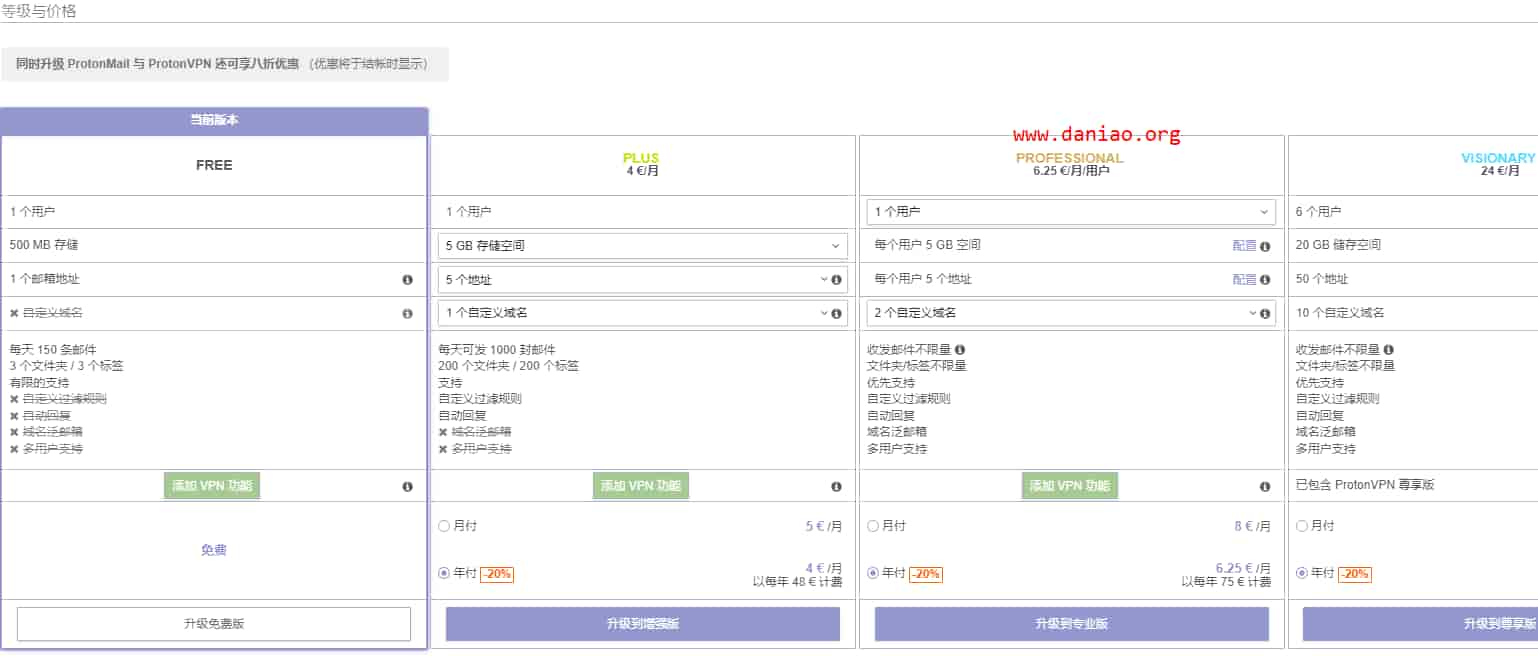 等级与价格
同时升级 ProtonMail 与 ProtonVPN 还可享八折优惠 （优惠将于结帐时显示）
当前版本
www.daniao.org
FREE
PLUS
4 €/月
PROFESSIONAL
6.25 €/月/用户
VISIONARY
24 €/月
1 个用户
1 个用户
1 个用户
6 个用户
500 MB 存储
5 GB 存储空间
每个用户 5 GB 空间 配置
20 GB 储存空间
1 个邮箱地址
5 个地址
每个用户 5 个地址 配置
50 个地址
自定义域名
1 个自定义域名
2 个自定义域名
10 个自定义域名
每天 150 条邮件
3 个文件夹 / 3 个标签
有限的支持
自定义过滤规则
自动回复
域名泛邮箱
多用户支持
每天可发 1000 封邮件
200 个文件夹 / 200 个标签
支持
自定义过滤规则
自动回复
域名泛邮箱
多用户支持
收发邮件不限量
文件夹/标签不限量
优先支持
自定义过滤规则
自动回复
域名泛邮箱
多用户支持
收发邮件不限量
文件夹/标签不限量
优先支持
自定义过滤规则
自动回复
域名泛邮箱
多用户支持
添加 VPN 功能
添加 VPN 功能
添加 VPN 功能
已包含 ProtonVPN 尊享版
免费
月付 5 € /月
年付 -20% 4 € /月
以每年 48 € 计费
月付 8 € /月
年付 -20% 6.25 € /月
以每年 75 € 计费
月付
年付 -20%
升级免费版
升级到增强版
升级到专业版
升级到尊享版